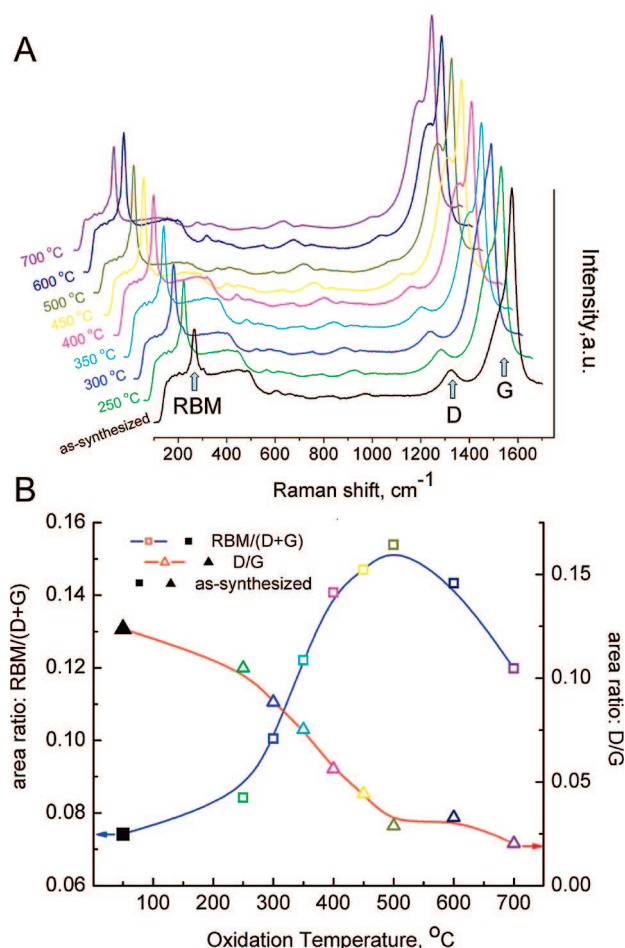 A
700 °C
600 °C
500 °C
450 °C
400 °C
350 °C
300 °C
250 °C
as-synthesized
RBM
D
G
Intensity,a.u.
200 400 600 800 1000 1200 1400 1600
Raman shift, cm⁻¹
B
RBM/(D+G)
D/G
as-synthesized
area ratio: RBM/(D+G)
0.16
0.14
0.12
0.10
0.08
0.06
area ratio: D/G
0.15
0.10
0.05
0.00
100 200 300 400 500 600 700
Oxidation Temperature, °C